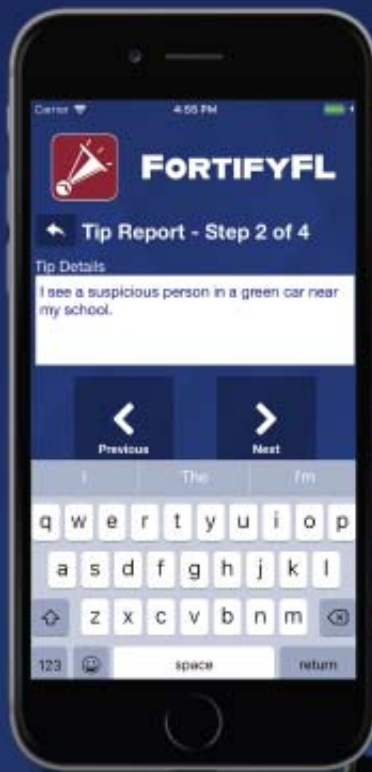 Carrier 4:55 PM
FORTIFYFL
Tip Report - Step 2 of 4
Tip Details
I see a suspicious person in a green car near
my school.
Previous Next
I The I'm
q w e r t y u i o p
a s d f g h j k l
z x c v b n m
123 space return